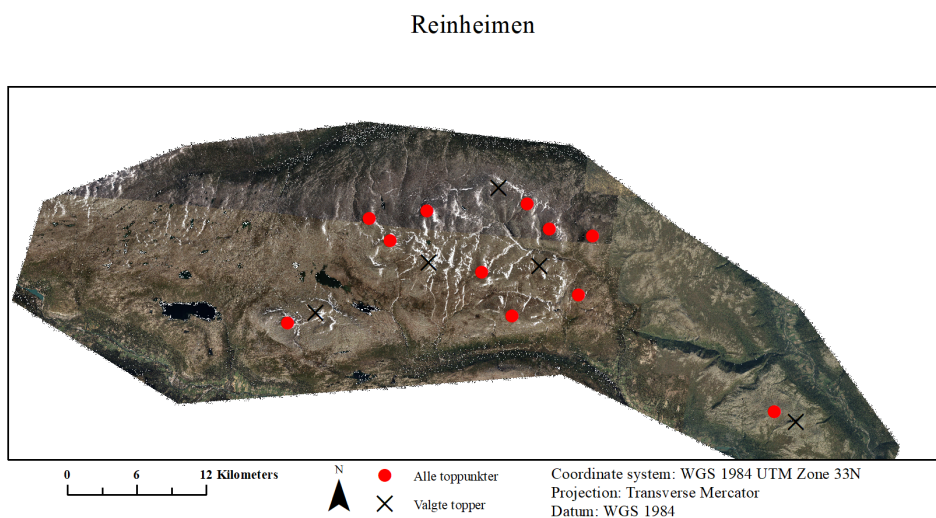 Reinheimen
0 6 12 Kilometers
N
Alle toppunkter
Valgte topper
Coordinate system: WGS 1984 UTM Zone 33N
Projection: Transverse Mercator
Datum: WGS 1984